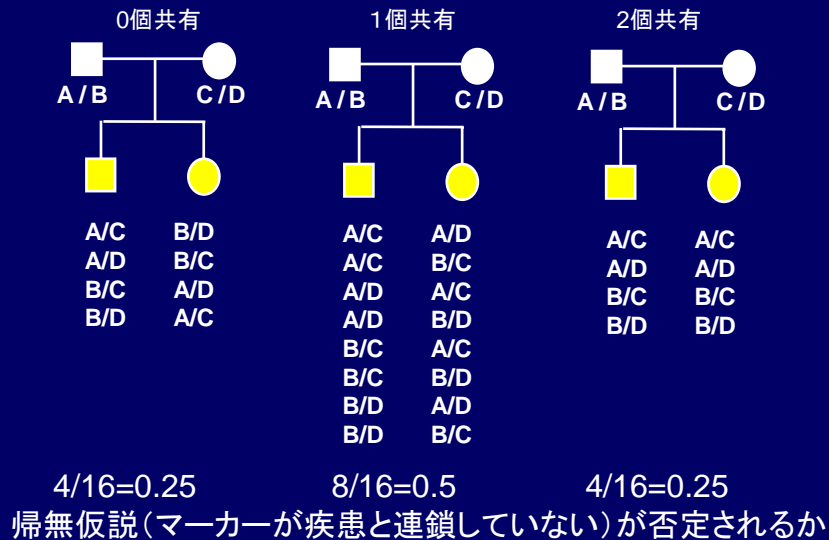 0個共有
1個共有
2個共有
A/B C/D
A/B C/D
A/B C/D
A/C B/D
A/D B/C
B/C A/D
B/D A/C
A/C A/D
A/C B/C
A/D A/C
A/D B/D
B/C A/C
B/C B/D
B/D A/D
B/D B/C
A/C A/C
A/D A/D
B/C B/C
B/D B/D
4/16=0.25
8/16=0.5
4/16=0.25
帰無仮説(マーカーが疾患と連鎖していない)が否定されるか